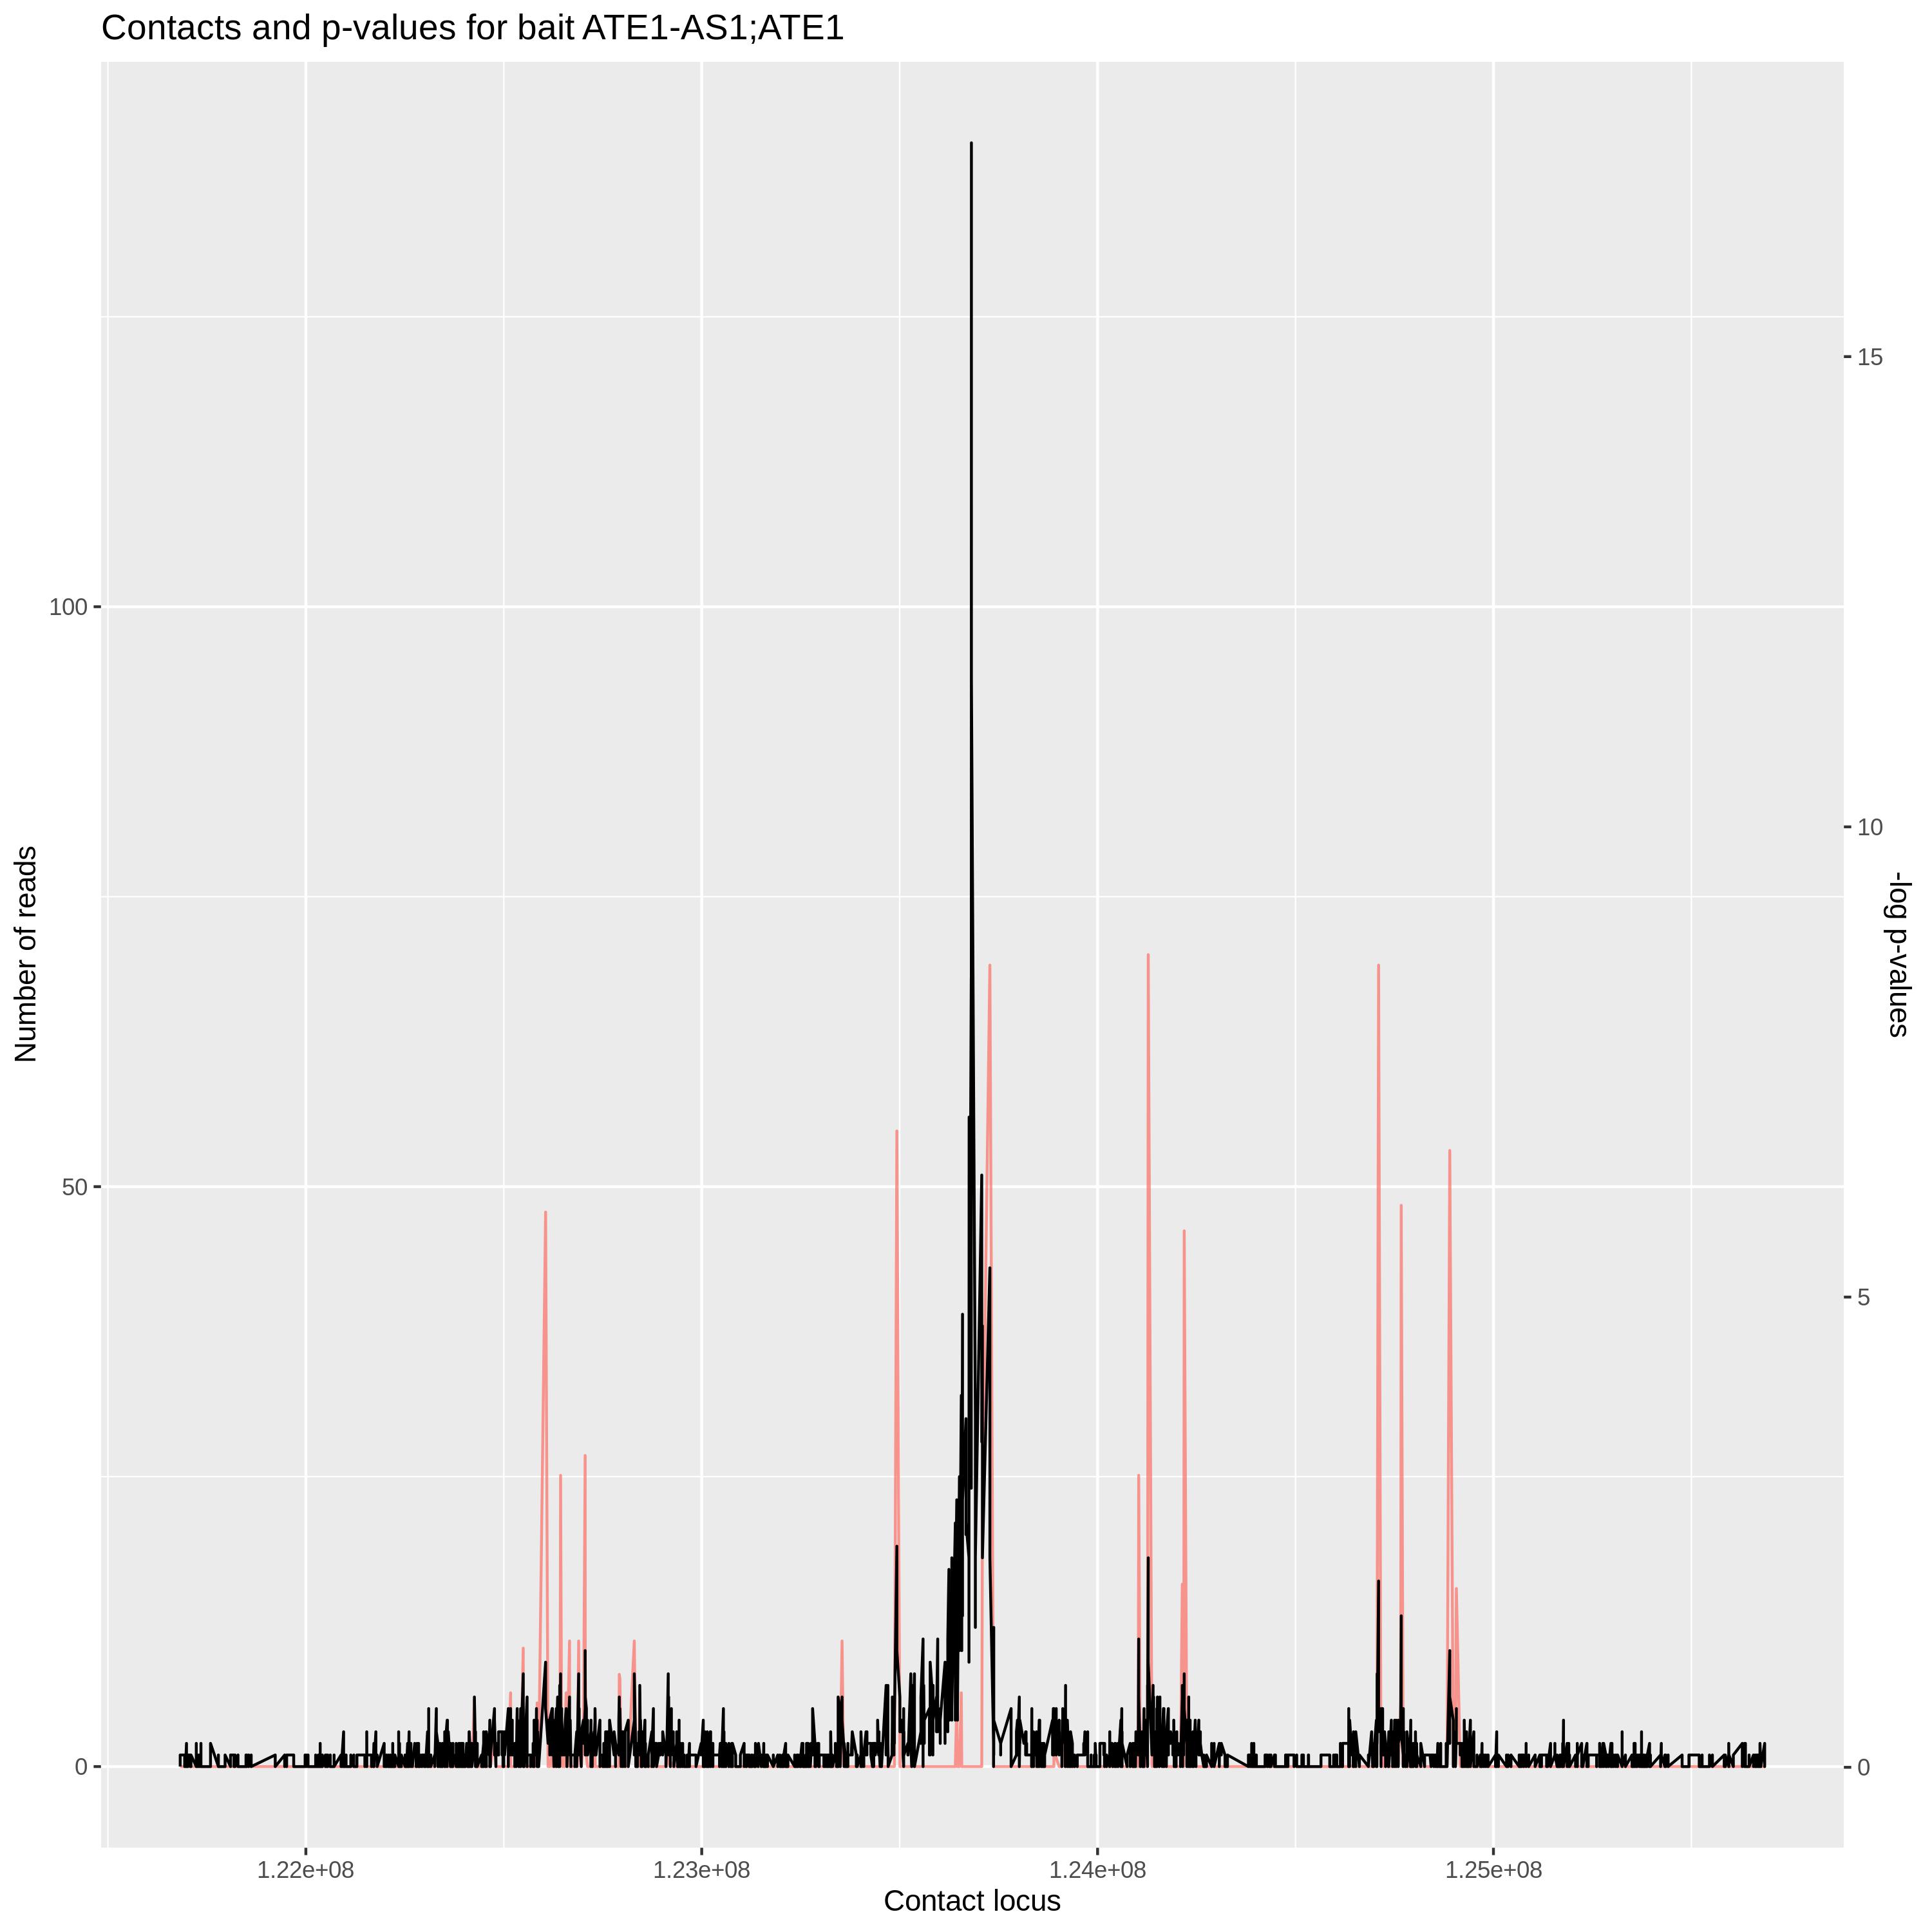 Contacts and p-values for bait ATE1-AS1;ATE1
Number of reads
100
50
0
15
10
5
0
-log p-values
1.22e+08
1.23e+08
1.24e+08
1.25e+08
Contact locus